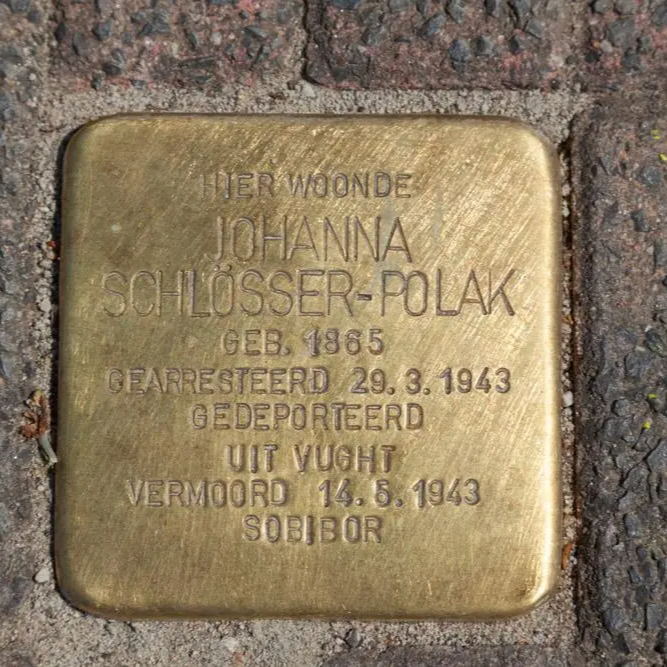 HIER WOONDE
JOHANNA
SCHLÖSSER-POLAK
GEB. 1865
GEARRESTEERD 29.3.1943
GEDEPORTEERD
UIT VUGHT
VERMOORD 14.5.1943
SOBIBOR